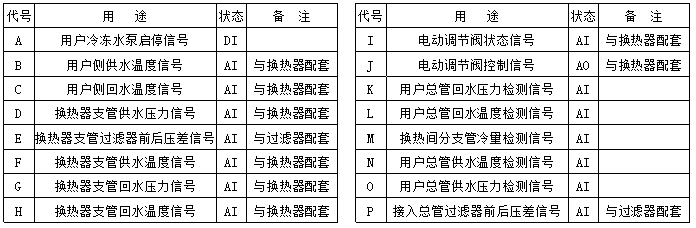 代号 用途 状态 备注
A 用户冷冻水泵启停信号 DI
B 用户侧供水温度信号 AI 与换热器配套
C 用户侧回水温度信号 AI 与换热器配套
D 换热器支管供水压力信号 AI 与换热器配套
E 换热器支管过滤器前后压差信号 AI 与过滤器配套
F 换热器支管供水温度信号 AI 与换热器配套
G 换热器支管回水压力信号 AI 与换热器配套
H 换热器支管回水温度信号 AI 与换热器配套
代号 用途 状态 备注
I 电动调节阀状态信号 AI 与换热器配套
J 电动调节阀控制信号 AO 与换热器配套
K 用户总管回水压力检测信号 AI
L 用户总管回水温度检测信号 AI
M 换热间分支管冷量检测信号 AI
N 用户总管供水温度检测信号 AI
O 用户总管供水压力检测信号 AI
P 接入总管过滤器前后压差信号 AI 与过滤器配套